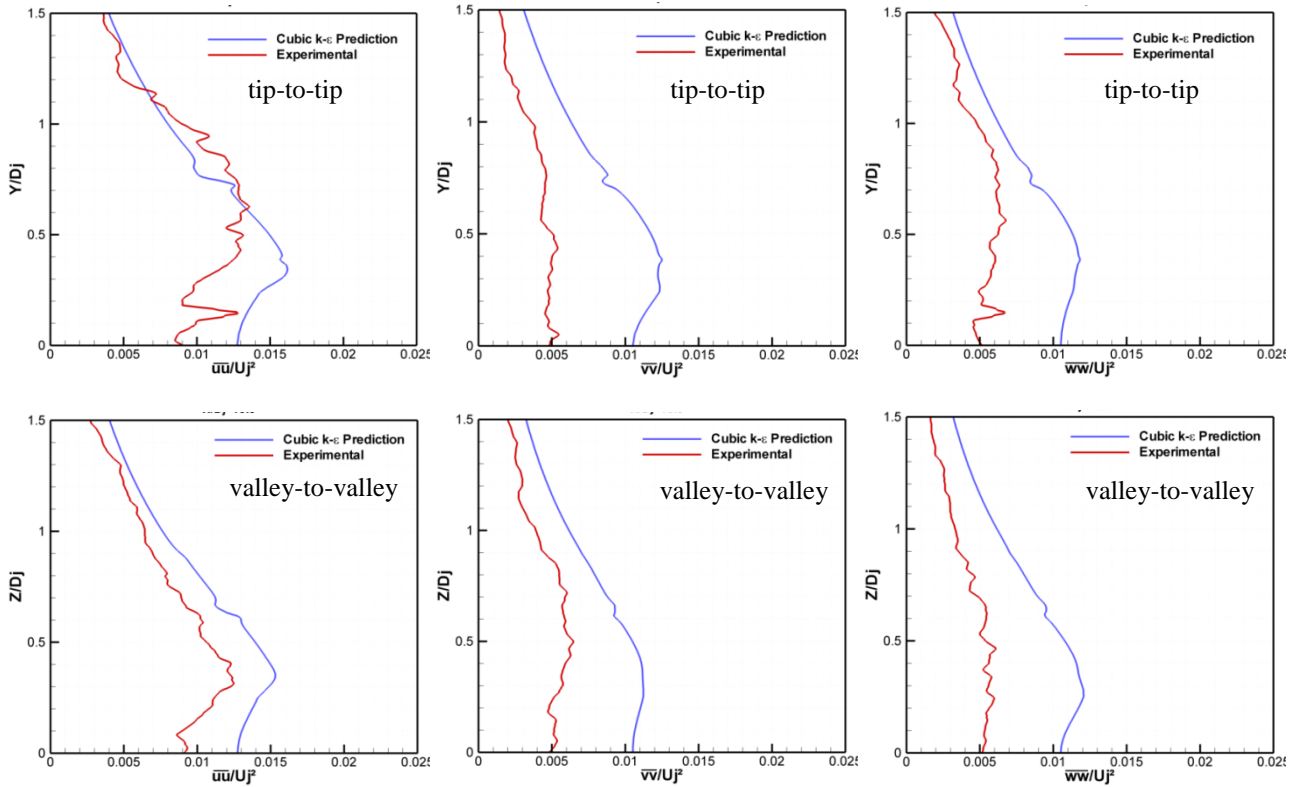 1.5
1
0.5
0
Y/Dj
Cubic k-ε Prediction
Experimental
tip-to-tip
0 0.005 0.01 0.015 0.02 0.025
u̅u̅/Uj²
1.5
1
0.5
0
Y/Dj
Cubic k-ε Prediction
Experimental
tip-to-tip
0 0.005 0.01 0.015 0.02 0.025
v̅v̅/Uj²
1.5
1
0.5
0
Y/Dj
Cubic k-ε Prediction
Experimental
tip-to-tip
0 0.005 0.01 0.015 0.02 0.025
w̅w̅/Uj²
1.5
1
0.5
0
Z/Dj
Cubic k-ε Prediction
Experimental
valley-to-valley
0 0.005 0.01 0.015 0.02 0.025
u̅u̅/Uj²
1.5
1
0.5
0
Z/Dj
Cubic k-ε Prediction
Experimental
valley-to-valley
0 0.005 0.01 0.015 0.02 0.025
v̅v̅/Uj²
1.5
1
0.5
0
Z/Dj
Cubic k-ε Prediction
Experimental
valley-to-valley
0 0.005 0.01 0.015 0.02 0.025
w̅w̅/Uj²